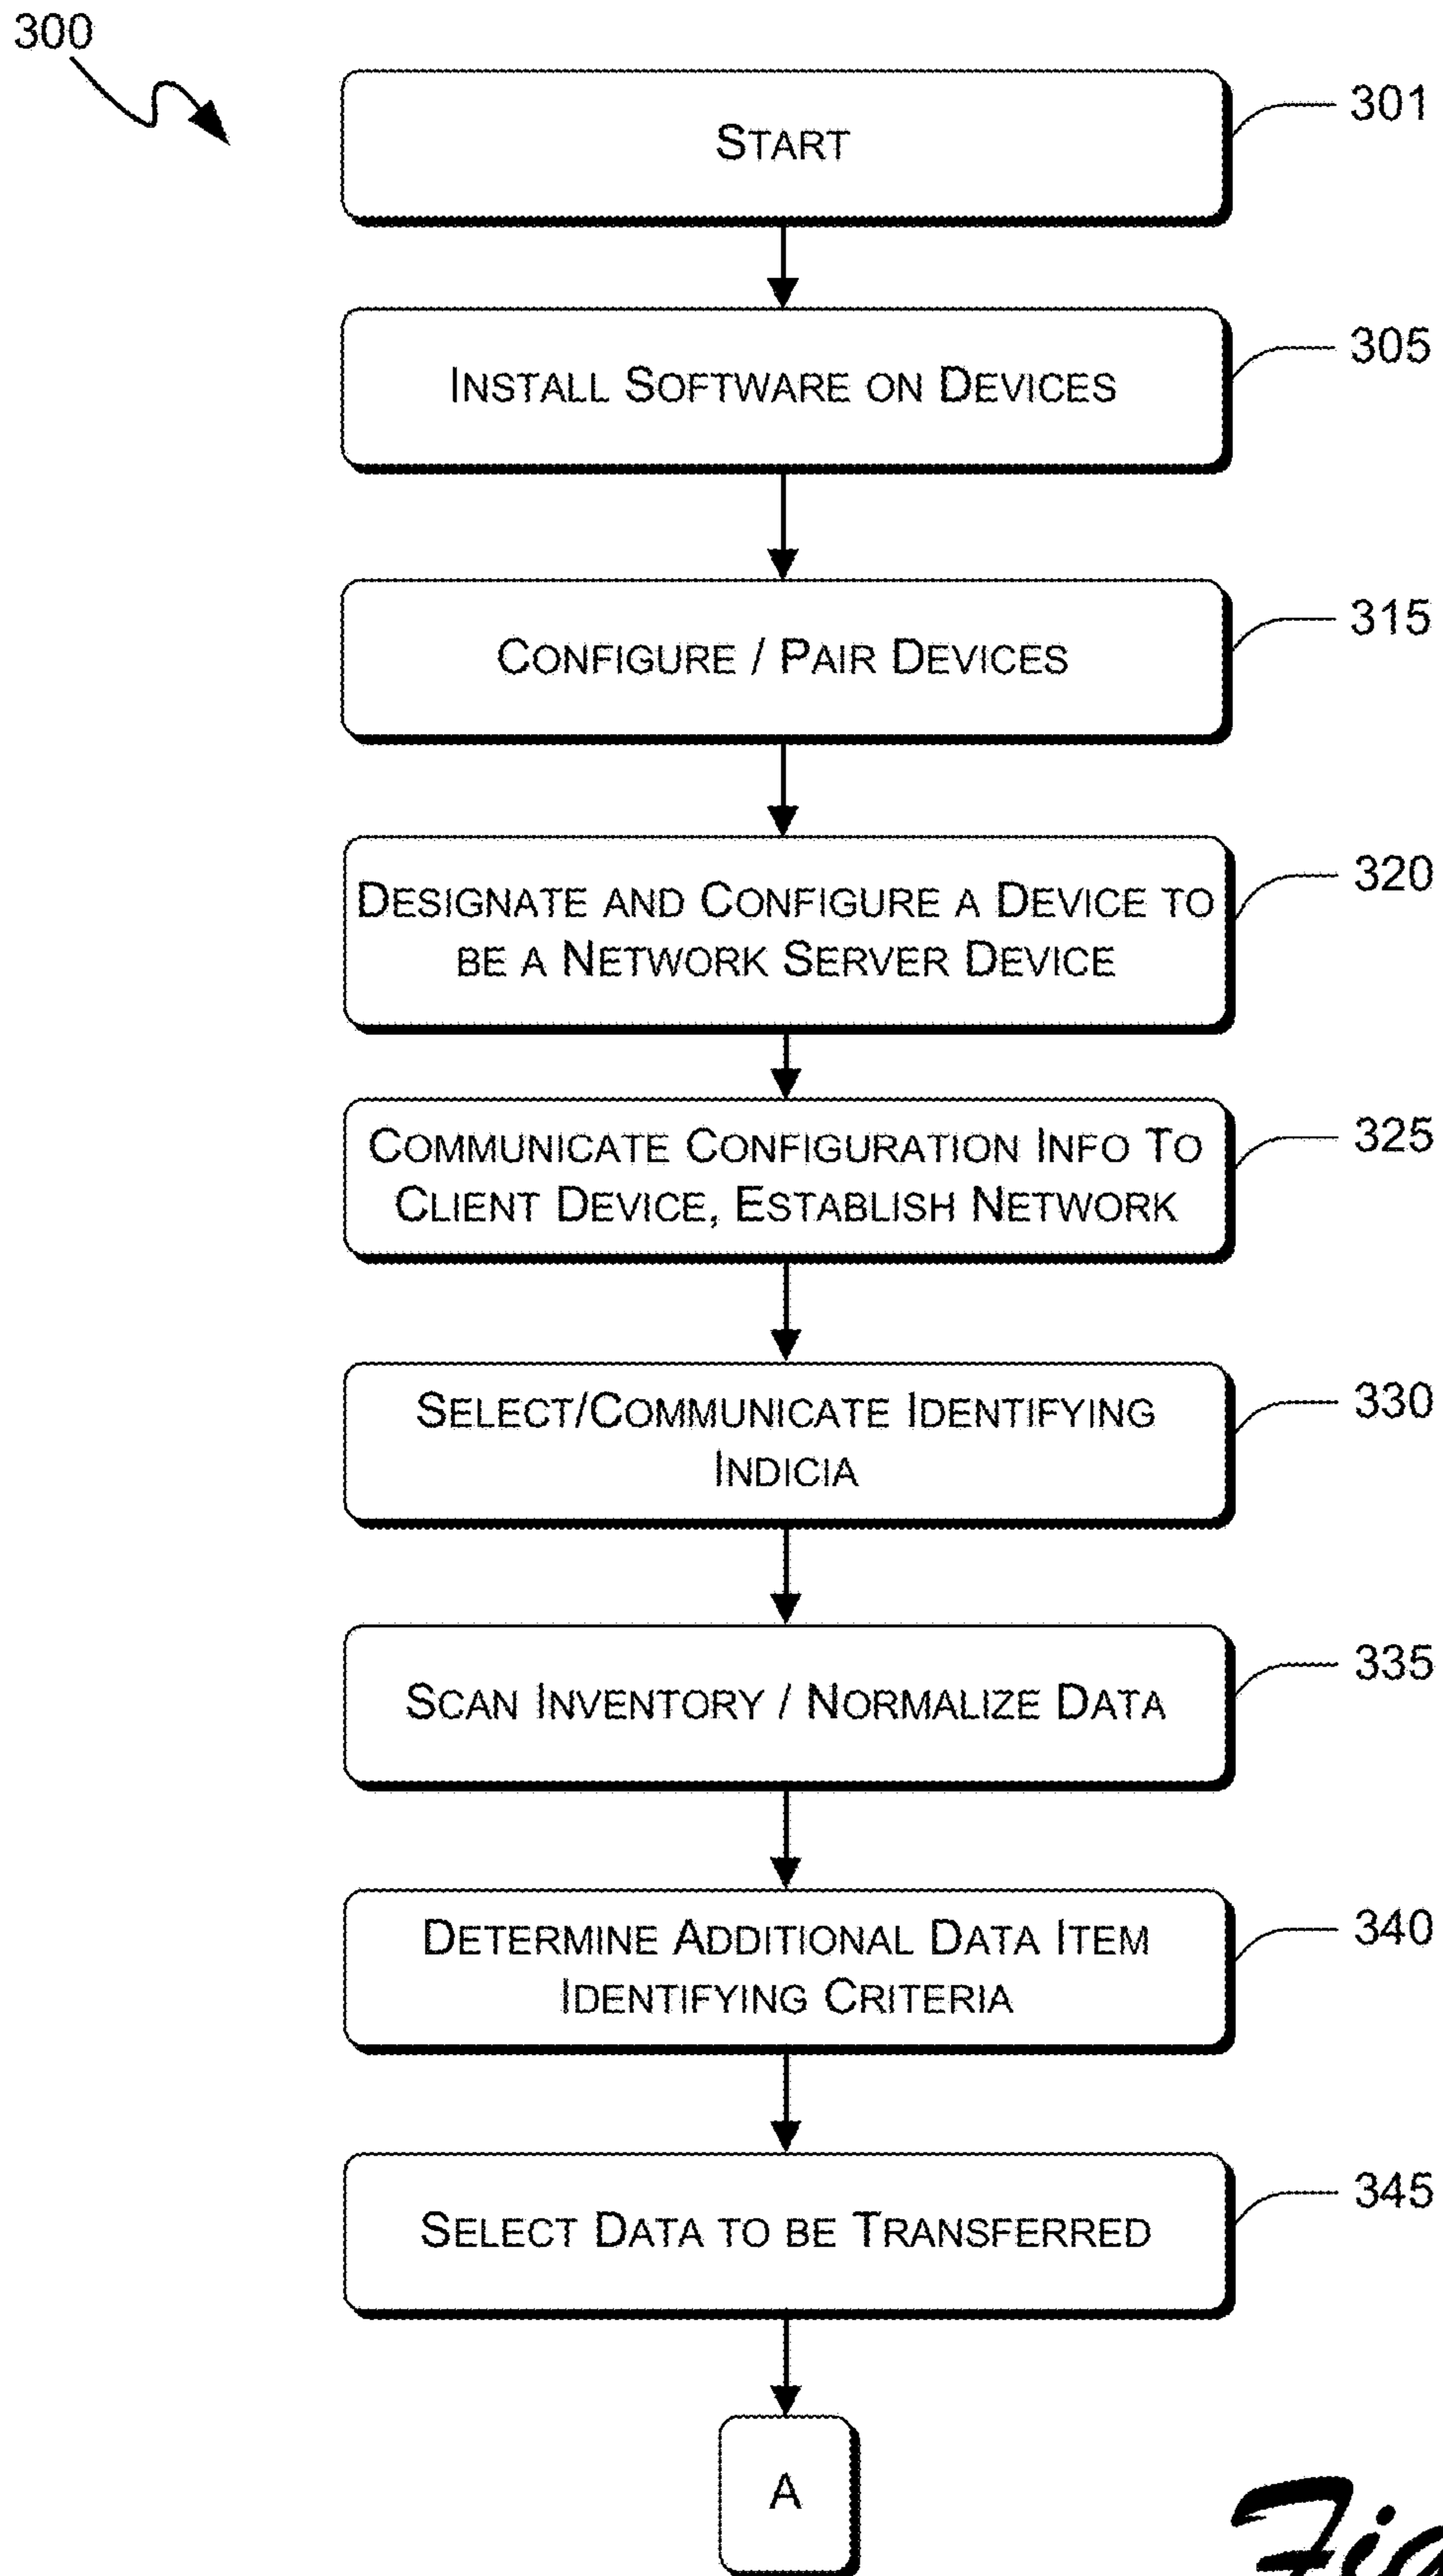 300
START
301
INSTALL SOFTWARE ON DEVICES
305
CONFIGURE / PAIR DEVICES
315
DESIGNATE AND CONFIGURE A DEVICE TO
BE A NETWORK SERVER DEVICE
320
COMMUNICATE CONFIGURATION INFO TO
CLIENT DEVICE, ESTABLISH NETWORK
325
SELECT/COMMUNICATE IDENTIFYING
INDICIA
330
SCAN INVENTORY / NORMALIZE DATA
335
DETERMINE ADDITIONAL DATA ITEM
IDENTIFYING CRITERIA
340
SELECT DATA TO BE TRANSFERRED
345
A